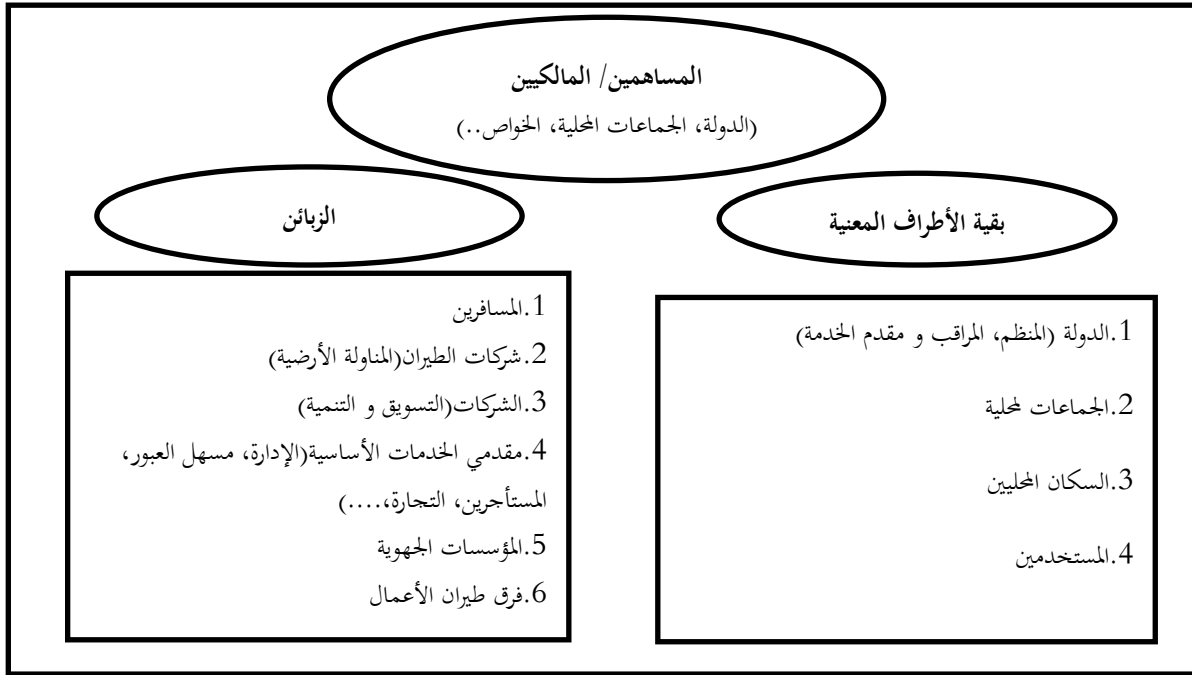 المساهمين/ المالكيين
(الدولة، الجماعات المحلية، الخواص..)
بقية الأطراف المعنية
1.الدولة (المنظم، المراقب و مقدم الخدمة)
2.الجماعات لمحلية
3.السكان المحليين
4.المستخدمين
الزبائن
1.المسافرين
2.شركات الطيران(المناولة الأرضية)
3.الشركات(التسويق و التنمية)
4.مقدمي الخدمات الأساسية(الإدارة، مسهل العبور،
المستأجرين، التجارة،....)
5.المؤسسات الجهوية
6.فرق طيران الأعمال